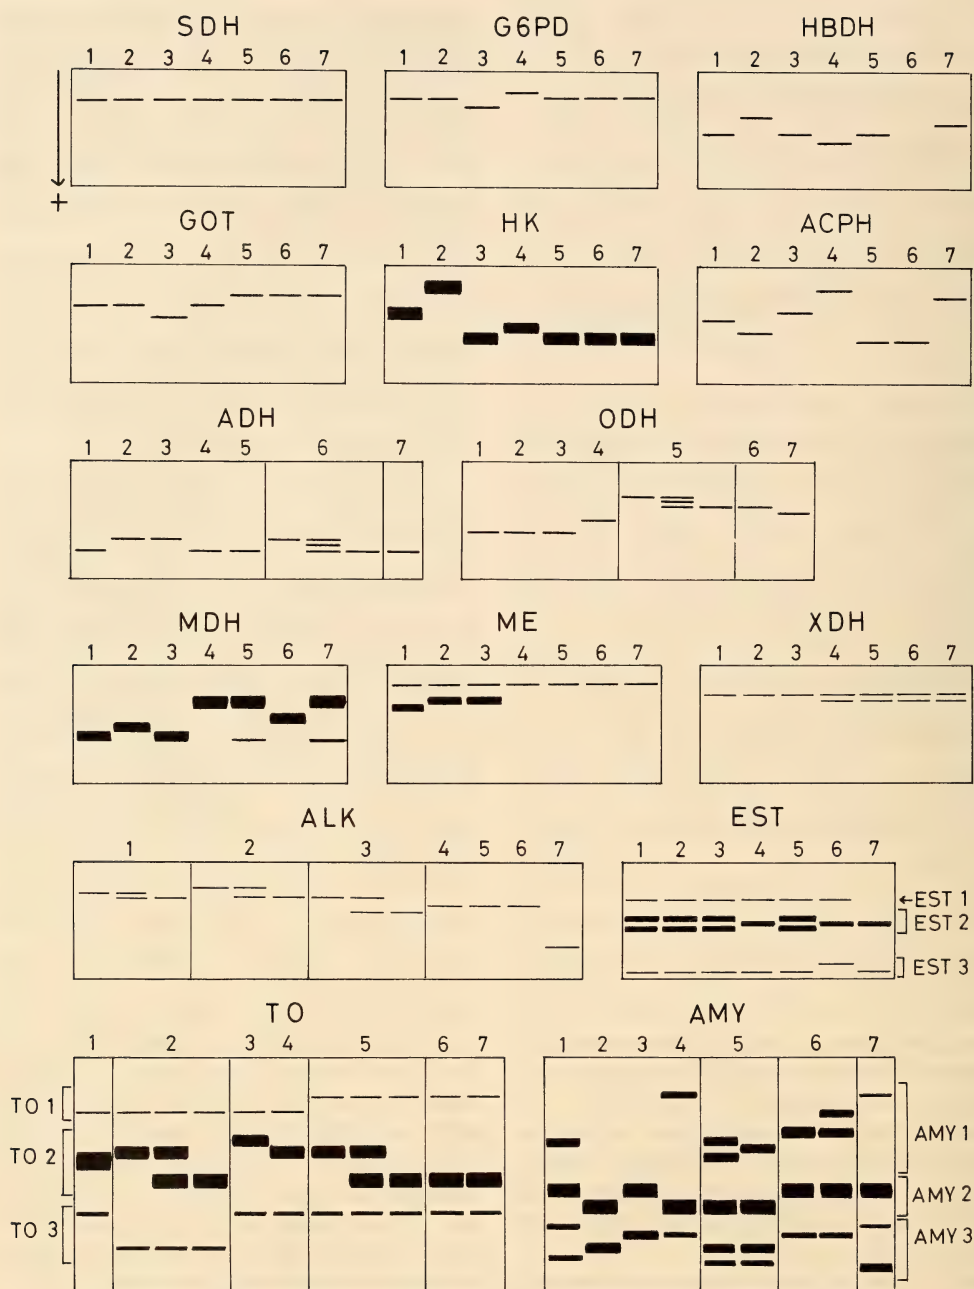 SDH G6PD HBDH
1 2 3 4 5 6 7 1 2 3 4 5 6 7 1 2 3 4 5 6 7
+
GOT HK ACPH
1 2 3 4 5 6 7 1 2 3 4 5 6 7 1 2 3 4 5 6 7
ADH ODH
1 2 3 4 5 6 7 1 2 3 4 5 6 7
MDH ME XDH
1 2 3 4 5 6 7 1 2 3 4 5 6 7 1 2 3 4 5 6 7
ALK EST
1 2 3 4 5 6 7 1 2 3 4 5 6 7
←EST 1
EST 2
EST 3
TO AMY
1 2 3 4 5 6 7 1 2 3 4 5 6 7
TO 1 AMY 1
TO 2 AMY 2
TO 3 AMY 3